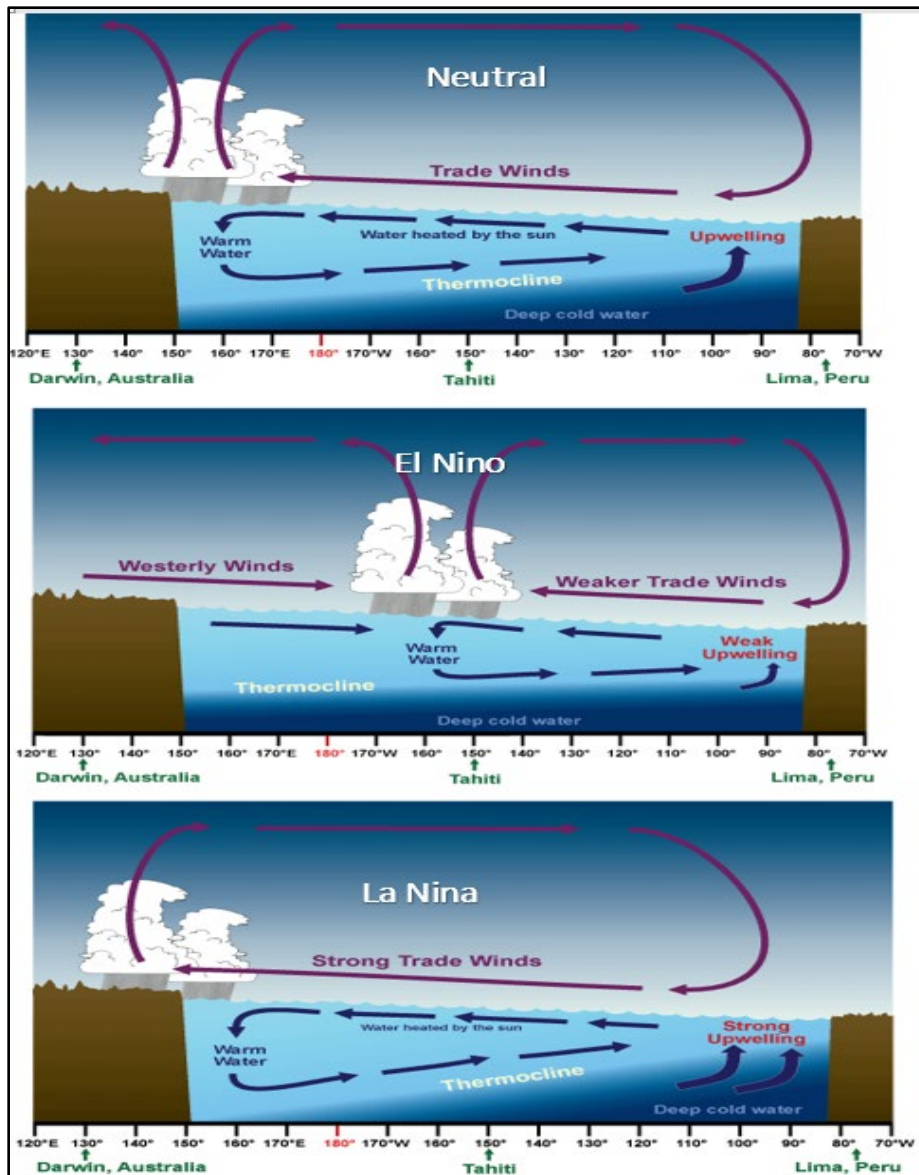 Neutral
Trade Winds
Warm
Water
Water heated by the sun
Upwelling
Thermocline
Deep cold water
120°E 130° 140° 150° 160° 170°E 180° 170°W 160° 150° 140° 130° 120° 110° 100° 90° 80° 70°W
Darwin, Australia Tahiti Lima, Peru
El Nino
Westerly Winds
Weaker Trade Winds
Warm
Water
Weak
Upwelling
Thermocline
Deep cold water
120°E 130° 140° 150° 160° 170°E 180° 170°W 160° 150° 140° 130° 120° 110° 100° 90° 80° 70°W
Darwin, Australia Tahiti Lima, Peru
La Nina
Strong Trade Winds
Water heated by the sun
Warm
Water
Strong
Upwelling
Thermocline
Deep cold water
120°E 130° 140° 150° 160° 170°E 180° 170°W 160° 150° 140° 130° 120° 110° 100° 90° 80° 70°W
Darwin, Australia Tahiti Lima, Peru